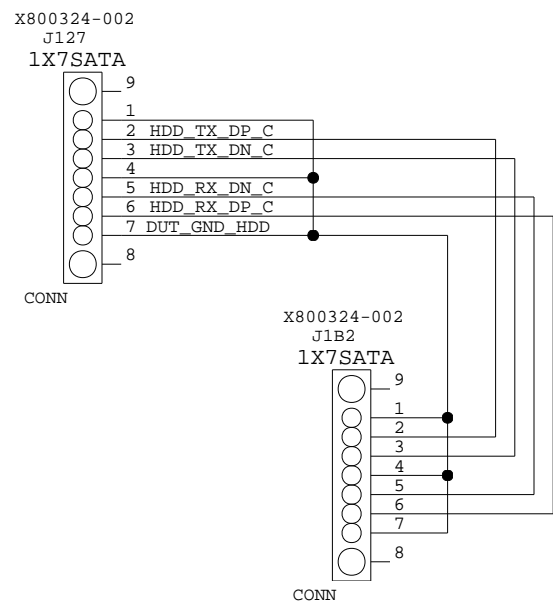 X800324-002
J127
1X7SATA
9
1
2 HDD_TX_DP_C
3 HDD_TX_DN_C
4
5 HDD_RX_DN_C
6 HDD_RX_DP_C
7 DUT_GND_HDD
8
CONN
X800324-002
J1B2
1X7SATA
9
1
2
3
4
5
6
7
8
CONN